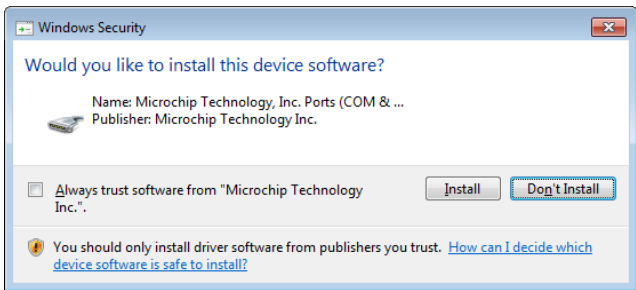 Windows Security
Would you like to install this device software?
Name: Microchip Technology, Inc. Ports (COM & ...
Publisher: Microchip Technology Inc.
Always trust software from "Microchip Technology
Inc.".
Install
Don't Install
You should only install driver software from publishers you trust. How can I decide which
device software is safe to install?